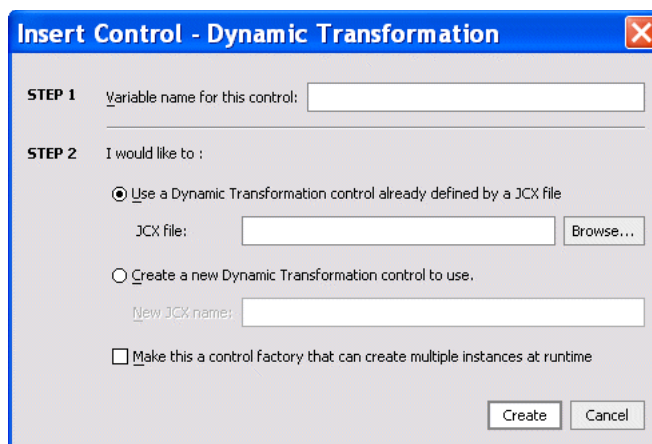 Insert Control - Dynamic Transformation
STEP 1 Variable name for this control:
STEP 2 I would like to :
Use a Dynamic Transformation control already defined by a JCX file
JCX file: Browse...
Create a new Dynamic Transformation control to use.
New JCX name:
Make this a control factory that can create multiple instances at runtime
Create Cancel